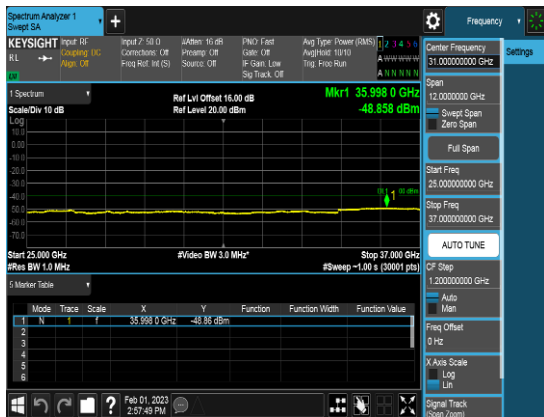 Spectrum Analyzer 1
Swept SA
+
Frequency
KEYSIGHT
RL
Input: RF
Coupling: DC
Align: Off
Input Z: 50 Ω
Corrections: Off
Freq Ref: Int (S)
#Atten: 16 dB
Preamp: Off
Source: Off
PNO: Fast
Gate: Off
IF Gain: Low
Sig Track: Off
Avg Type: Power (RMS)
Avg|Hold: 10/10
Trig: Free Run
1 2 3 4 5 6
A W W W W W
A N N N N N
1 Spectrum
Scale/Div 10 dB
Log
Ref Lvl Offset 16.00 dB
Ref Level 20.00 dBm
Mkr1 35.998 0 GHz
-48.858 dBm
10.0
0.00
-10.0
-20.0
-30.0
-40.0
-50.0
-60.0
-70.0
1
Start 25.000 GHz
#Res BW 1.0 MHz
#Video BW 3.0 MHz*
Stop 37.000 GHz
#Sweep ~1.00 s (30001 pts)
5 Marker Table
Mode Trace Scale X Y Function Function Width Function Value
1 N 1 f 35.998 0 GHz -48.86 dBm
2
3
4
5
6
Feb 01, 2023
2:57:49 PM
Center Frequency
31.000000000 GHz
Settings
Span
12.0000000 GHz
Swept Span
Zero Span
Full Span
Start Freq
25.000000000 GHz
Stop Freq
37.000000000 GHz
AUTO TUNE
CF Step
1.200000000 GHz
Auto
Man
Freq Offset
0 Hz
X Axis Scale
Log
Lin
Signal Track
(Span Zoom)